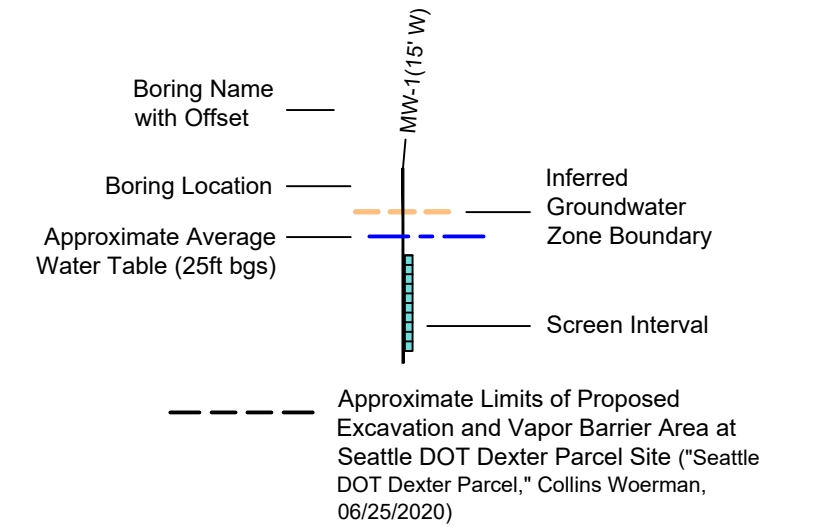 MW-1(15' W)
Boring Name
with Offset
Boring Location
Inferred
Groundwater
Zone Boundary
Approximate Average
Water Table (25ft bgs)
Screen Interval
Approximate Limits of Proposed
Excavation and Vapor Barrier Area at
Seattle DOT Dexter Parcel Site ("Seattle
DOT Dexter Parcel," Collins Woerman,
06/25/2020)